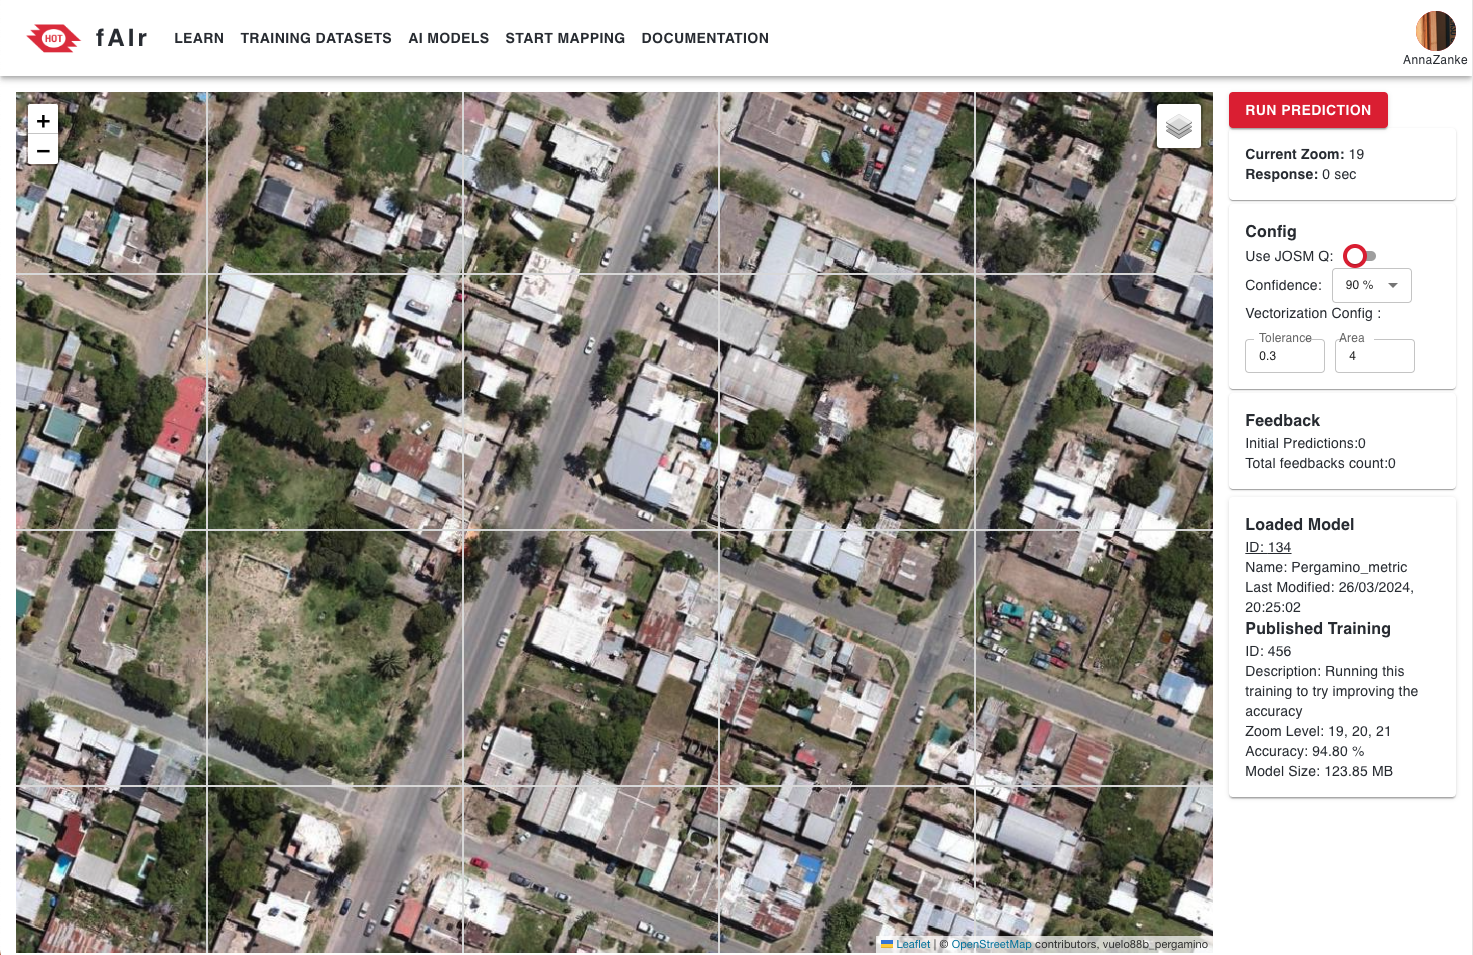 HOT fAIr LEARN TRAINING DATASETS AI MODELS START MAPPING DOCUMENTATION
AnnaZanke
+
−
RUN PREDICTION
Current Zoom: 19
Response: 0 sec
Config
Use JOSM Q:
Confidence: 90 %
Vectorization Config :
Tolerance Area
0.3 4
Feedback
Initial Predictions:0
Total feedbacks count:0
Loaded Model
ID: 134
Name: Pergamino_metric
Last Modified: 26/03/2024,
20:25:02
Published Training
ID: 456
Description: Running this
training to try improving the
accuracy
Zoom Level: 19, 20, 21
Accuracy: 94.80 %
Model Size: 123.85 MB
Leaflet | © OpenStreetMap contributors, vuelo88b_pergamino